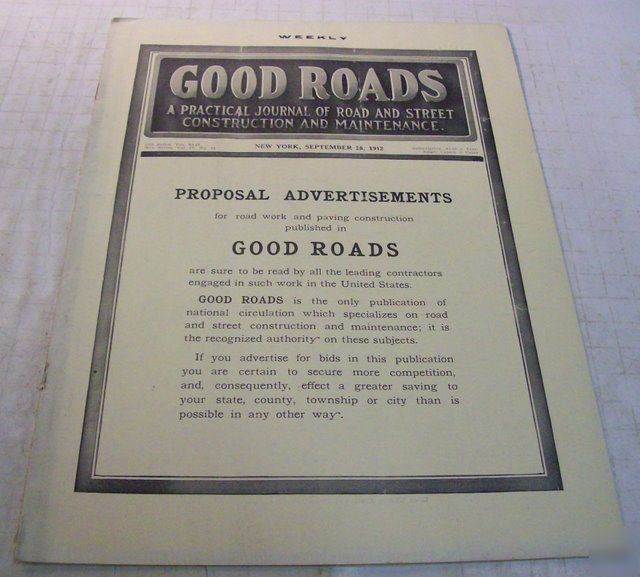 WEEKLY
GOOD ROADS
A PRACTICAL JOURNAL OF ROAD AND STREET
CONSTRUCTION AND MAINTENANCE.
NEW YORK, SEPTEMBER 28, 1912
PROPOSAL ADVERTISEMENTS
for road work and paving construction
published in
GOOD ROADS
are sure to be read by all the leading contractors
engaged in such work in the United States.
GOOD ROADS is the only publication of
national circulation which specializes on road
and street construction and maintenance; it is
the recognized authority on these subjects.
If you advertise for bids in this publication
you are certain to secure more competition,
and, consequently, effect a greater saving to
your state, county, township or city than is
possible in any other way.